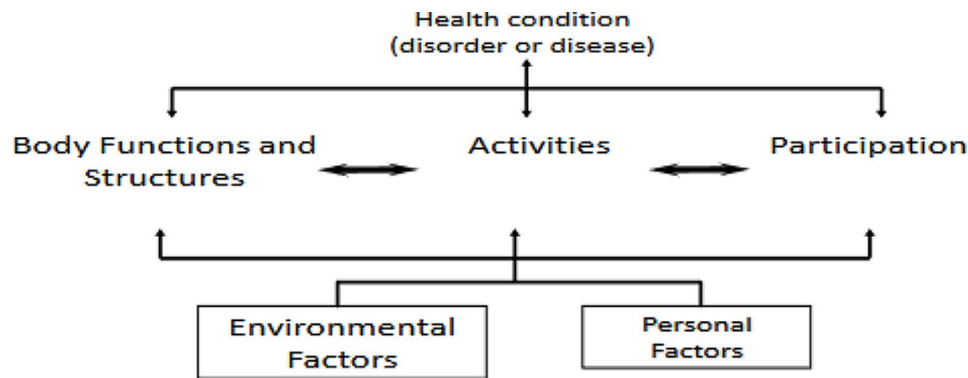 Health condition
(disorder or disease)
Body Functions and
Structures
Activities
Participation
Environmental
Factors
Personal
Factors